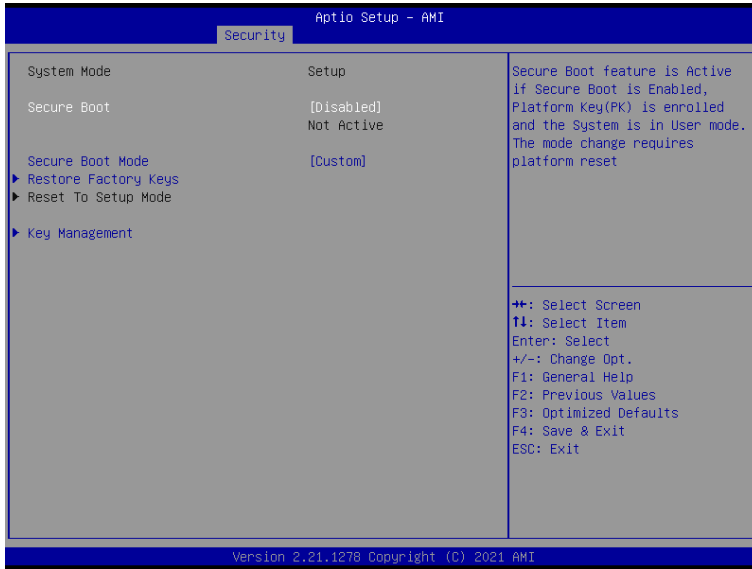 Aptio Setup - AMI
Security
System Mode Setup
Secure Boot [Disabled]
Not Active
Secure Boot Mode [Custom]
Restore Factory Keys
Reset To Setup Mode
Key Management
Secure Boot feature is Active
if Secure Boot is Enabled,
Platform Key(PK) is enrolled
and the System is in User mode.
The mode change requires
platform reset
→←: Select Screen
↑↓: Select Item
Enter: Select
+/-: Change Opt.
F1: General Help
F2: Previous Values
F3: Optimized Defaults
F4: Save & Exit
ESC: Exit
Version 2.21.1278 Copyright (C) 2021 AMI